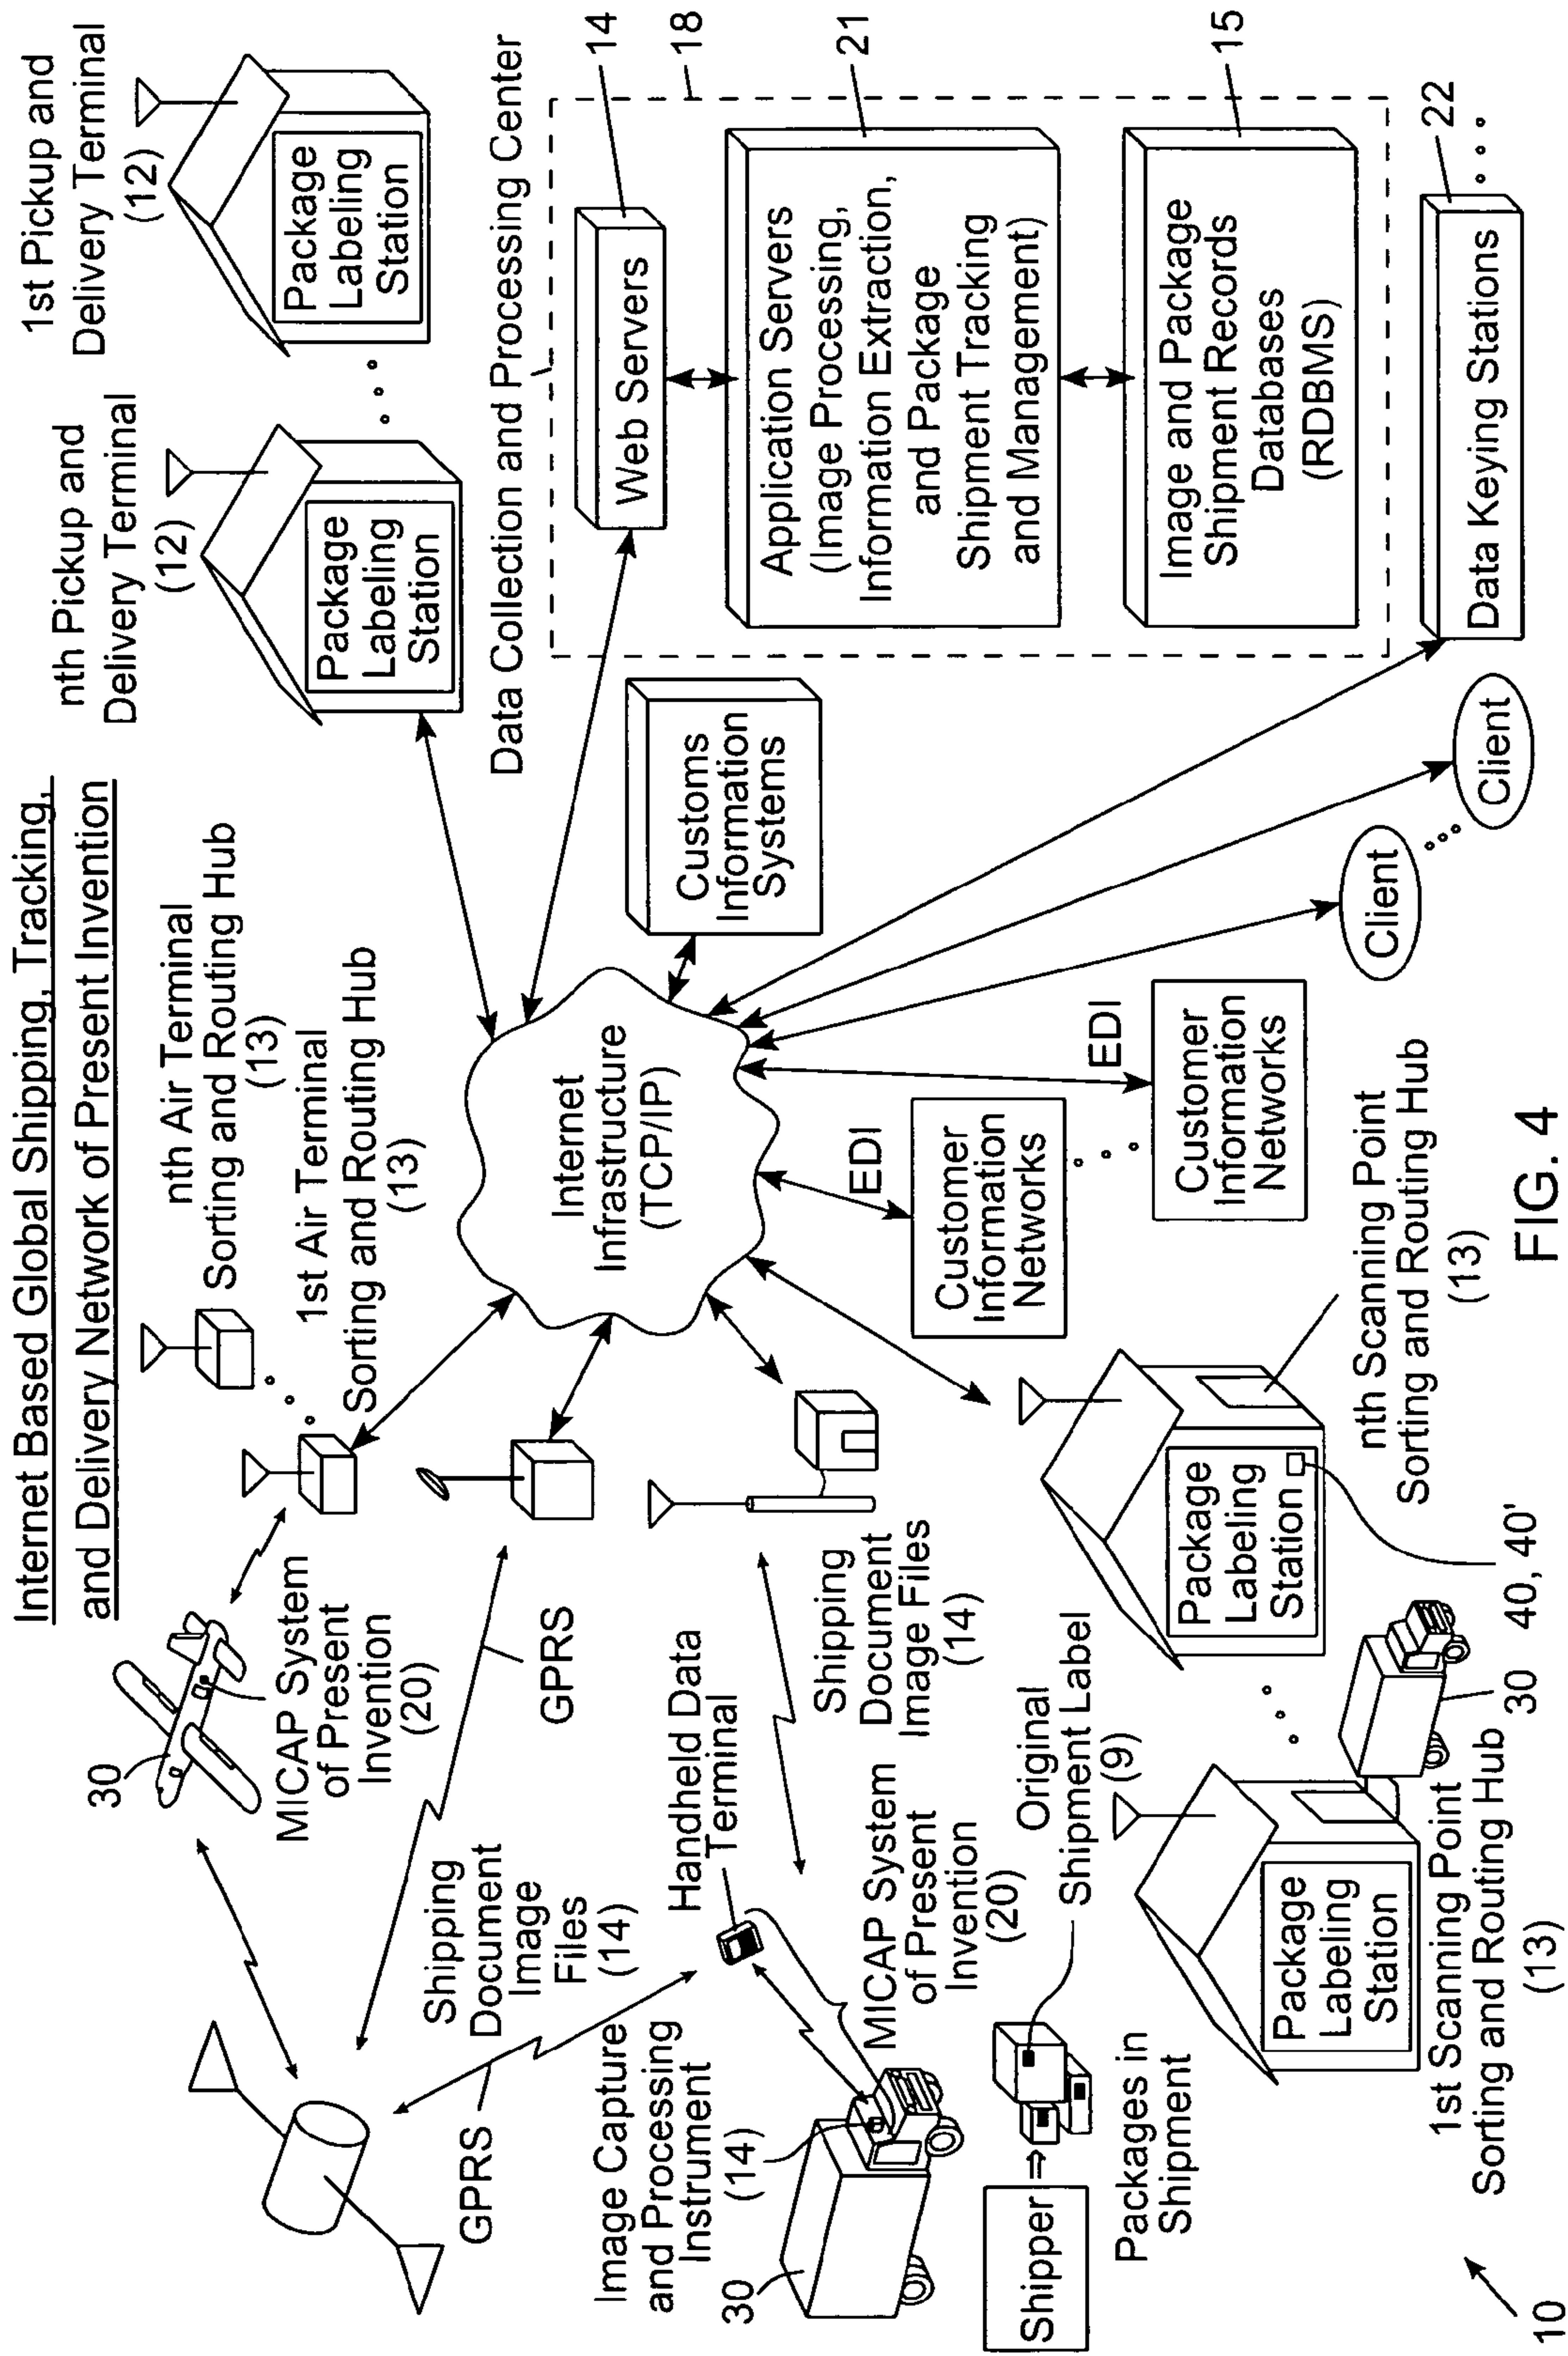 Internet Based Global Shipping, Tracking,
and Delivery Network of Present Invention
30
MICAP System
of Present
Invention
(20)
nth Air Terminal
Sorting and Routing Hub
(13)
1st Air Terminal
Sorting and Routing Hub
(13)
nth Pickup and
Delivery Terminal
(12)
Package
Labeling
Station
1st Pickup and
Delivery Terminal
(12)
Package
Labeling
Station
GPRS
Shipping
Document
Image
Files
(14)
GPRS
Internet
Infrastructure
(TCP/IP)
Data Collection and Processing Center
Web Servers
14
18
Application Servers
(Image Processing,
Information Extraction,
and Package
Shipment Tracking
and Management)
21
Image and Package
Shipment Records
Databases
(RDBMS)
15
Data Keying Stations
22
Customs
Information
Systems
Client
Client
EDI
Customer
Information
Networks
EDI
Customer
Information
Networks
Image Capture
and Processing
Instrument
(14)
30
Handheld Data
Terminal
Shipping
Document
Image Files
(14)
MICAP System
of Present
Invention
(20)
Original
Shipment Label
(9)
Shipper
Packages in
Shipment
Package
Labeling
Station
1st Scanning Point
Sorting and Routing Hub
(13)
30
40, 40'
Package
Labeling
Station
nth Scanning Point
Sorting and Routing Hub
(13)
10
FIG. 4